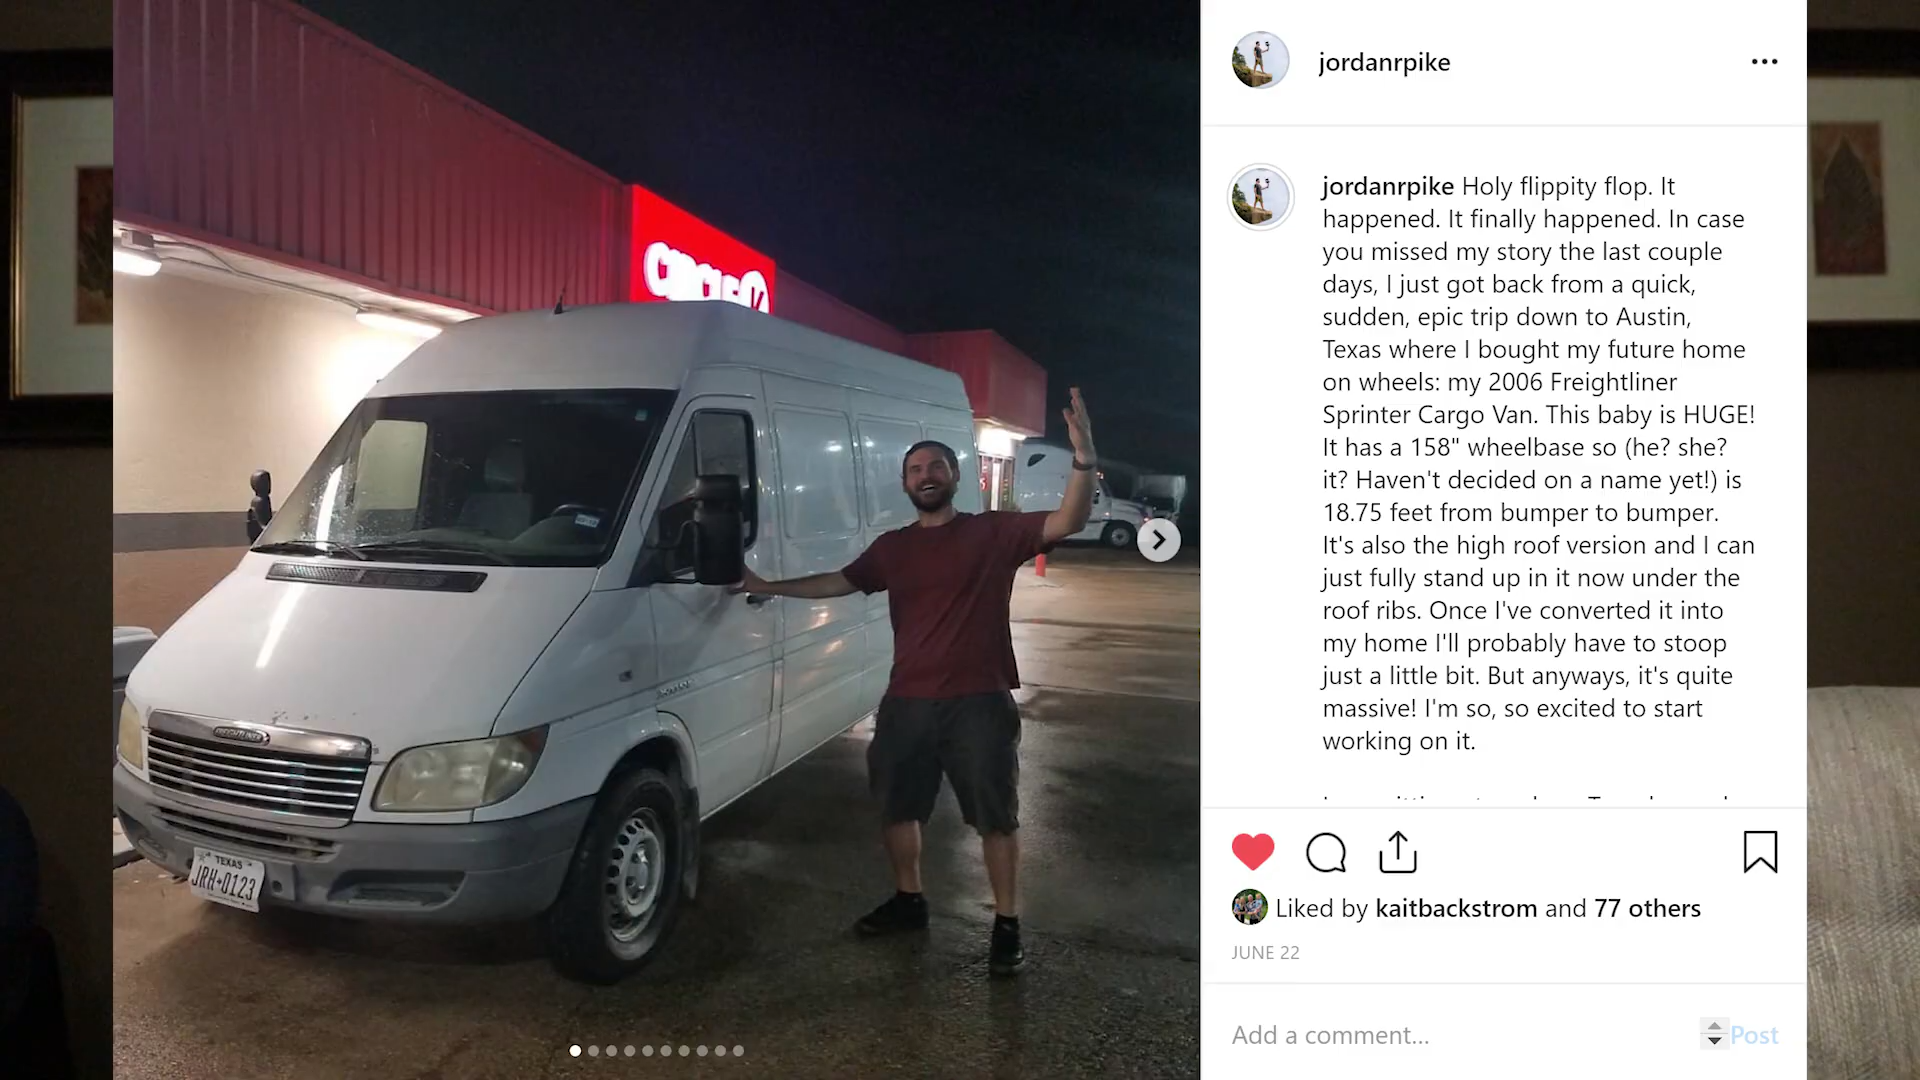 CIRCLE K
FREIGHTLINER
TEXAS
JRH-0123
jordanrpike
jordanrpike Holy flippity flop. It
happened. It finally happened. In case
you missed my story the last couple
days, I just got back from a quick,
sudden, epic trip down to Austin,
Texas where I bought my future home
on wheels: my 2006 Freightliner
Sprinter Cargo Van. This baby is HUGE!
It has a 158" wheelbase so (he? she?
it? Haven't decided on a name yet!) is
18.75 feet from bumper to bumper.
It's also the high roof version and I can
just fully stand up in it now under the
roof ribs. Once I've converted it into
my home I'll probably have to stoop
just a little bit. But anyways, it's quite
massive! I'm so, so excited to start
working on it.
Liked by kaitbackstrom and 77 others
JUNE 22
Add a comment...
Post